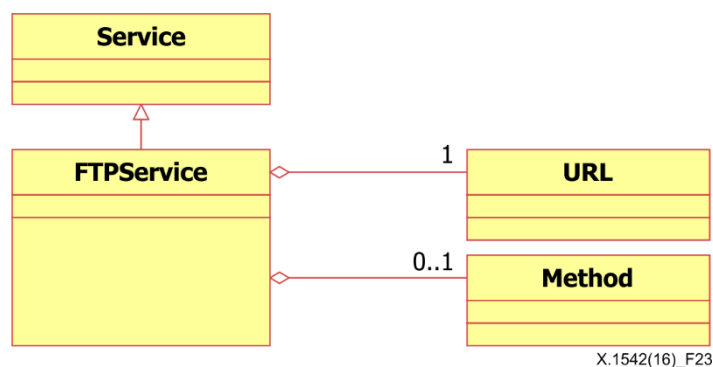 Service
FTPService
1
URL
0..1
Method
X.1542(16)_F23